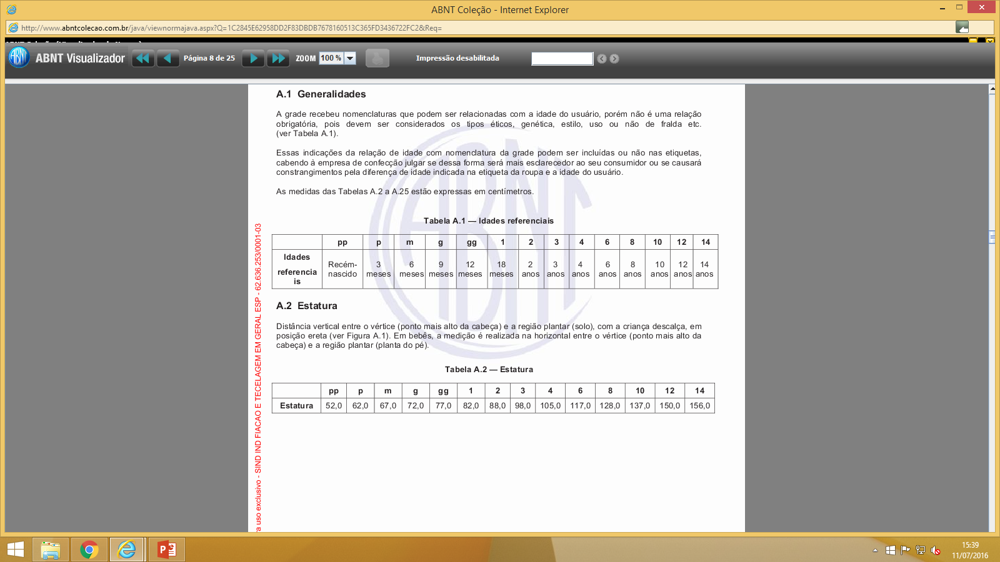 ABNT Coleção - Internet Explorer
http://www.abntcolecao.com.br/java/viewnormajava.aspx?Q=1C2845E62958DD2F83DBDB7678160513C365FD3436722FC2&Req=
ABNT Visualizador
Página 8 de 25
ZOOM 100 %
Impressão desabilitada
A.1 Generalidades
A grade recebeu nomenclaturas que podem ser relacionadas com a idade do usuário, porém não é uma relação
obrigatória, pois devem ser considerados os tipos éticos, genética, estilo, uso ou não de fralda etc.
(ver Tabela A.1).
Essas indicações da relação de idade com nomenclatura da grade podem ser incluídas ou não nas etiquetas,
cabendo à empresa de confecção julgar se dessa forma será mais esclarecedor ao seu consumidor ou se causará
constrangimentos pela diferença de idade indicada na etiqueta da roupa e a idade do usuário.
As medidas das Tabelas A.2 a A.25 estão expressas em centímetros.
ABNT
Tabela A.1 — Idades referenciais
pp p m g gg 1 2 3 4 6 8 10 12 14
Idades
referencia
is
Recém- 3 6 9 12 18 2 3 4 6 8 10 12 14
nascido meses meses meses meses meses anos anos anos anos anos anos anos anos
A.2 Estatura
Distância vertical entre o vértice (ponto mais alto da cabeça) e a região plantar (solo), com a criança descalça, em
posição ereta (ver Figura A.1). Em bebês, a medição é realizada na horizontal entre o vértice (ponto mais alto da
cabeça) e a região plantar (planta do pé).
Tabela A.2 — Estatura
pp p m g gg 1 2 3 4 6 8 10 12 14
Estatura 52,0 62,0 67,0 72,0 77,0 82,0 88,0 98,0 105,0 117,0 128,0 137,0 150,0 156,0
uso exclusivo - SIND IND FIACAO E TECELAGEM EM GERAL ESP - 62.636.253/0001-03
15:39
11/07/2016